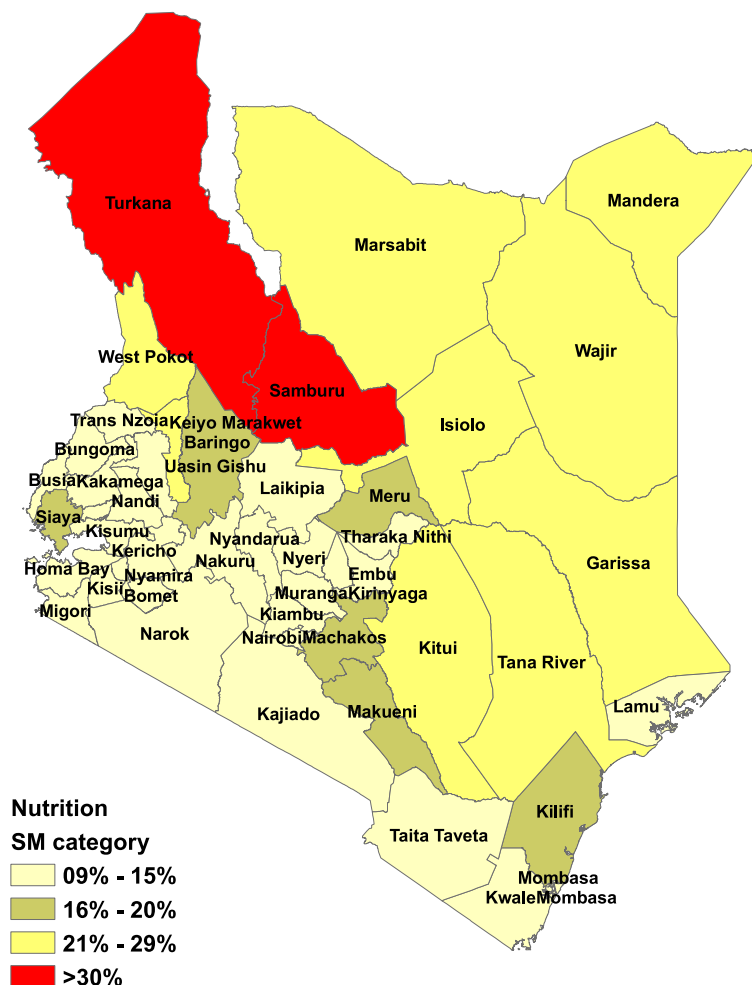 Turkana
Mandera
Marsabit
Wajir
West Pokot
Samburu
Trans Nzoia
Keiyo Marakwet
Isiolo
Bungoma
Baringo
Uasin Gishu
Busia
Kakamega
Laikipia
Meru
Nandi
Siaya
Kisumu
Tharaka Nithi
Nyandarua
Kericho
Nyeri
Nakuru
Garissa
Homa Bay
Nyamira
Embu
Kisii
Bomet
Muranga
Kirinyaga
Migori
Kiambu
Narok
Nairobi
Machakos
Kitui
Tana River
Lamu
Kajiado
Makueni
Kilifi
Taita Taveta
Mombasa
Kwale
Mombasa
Nutrition
SM category
09% - 15%
16% - 20%
21% - 29%
>30%